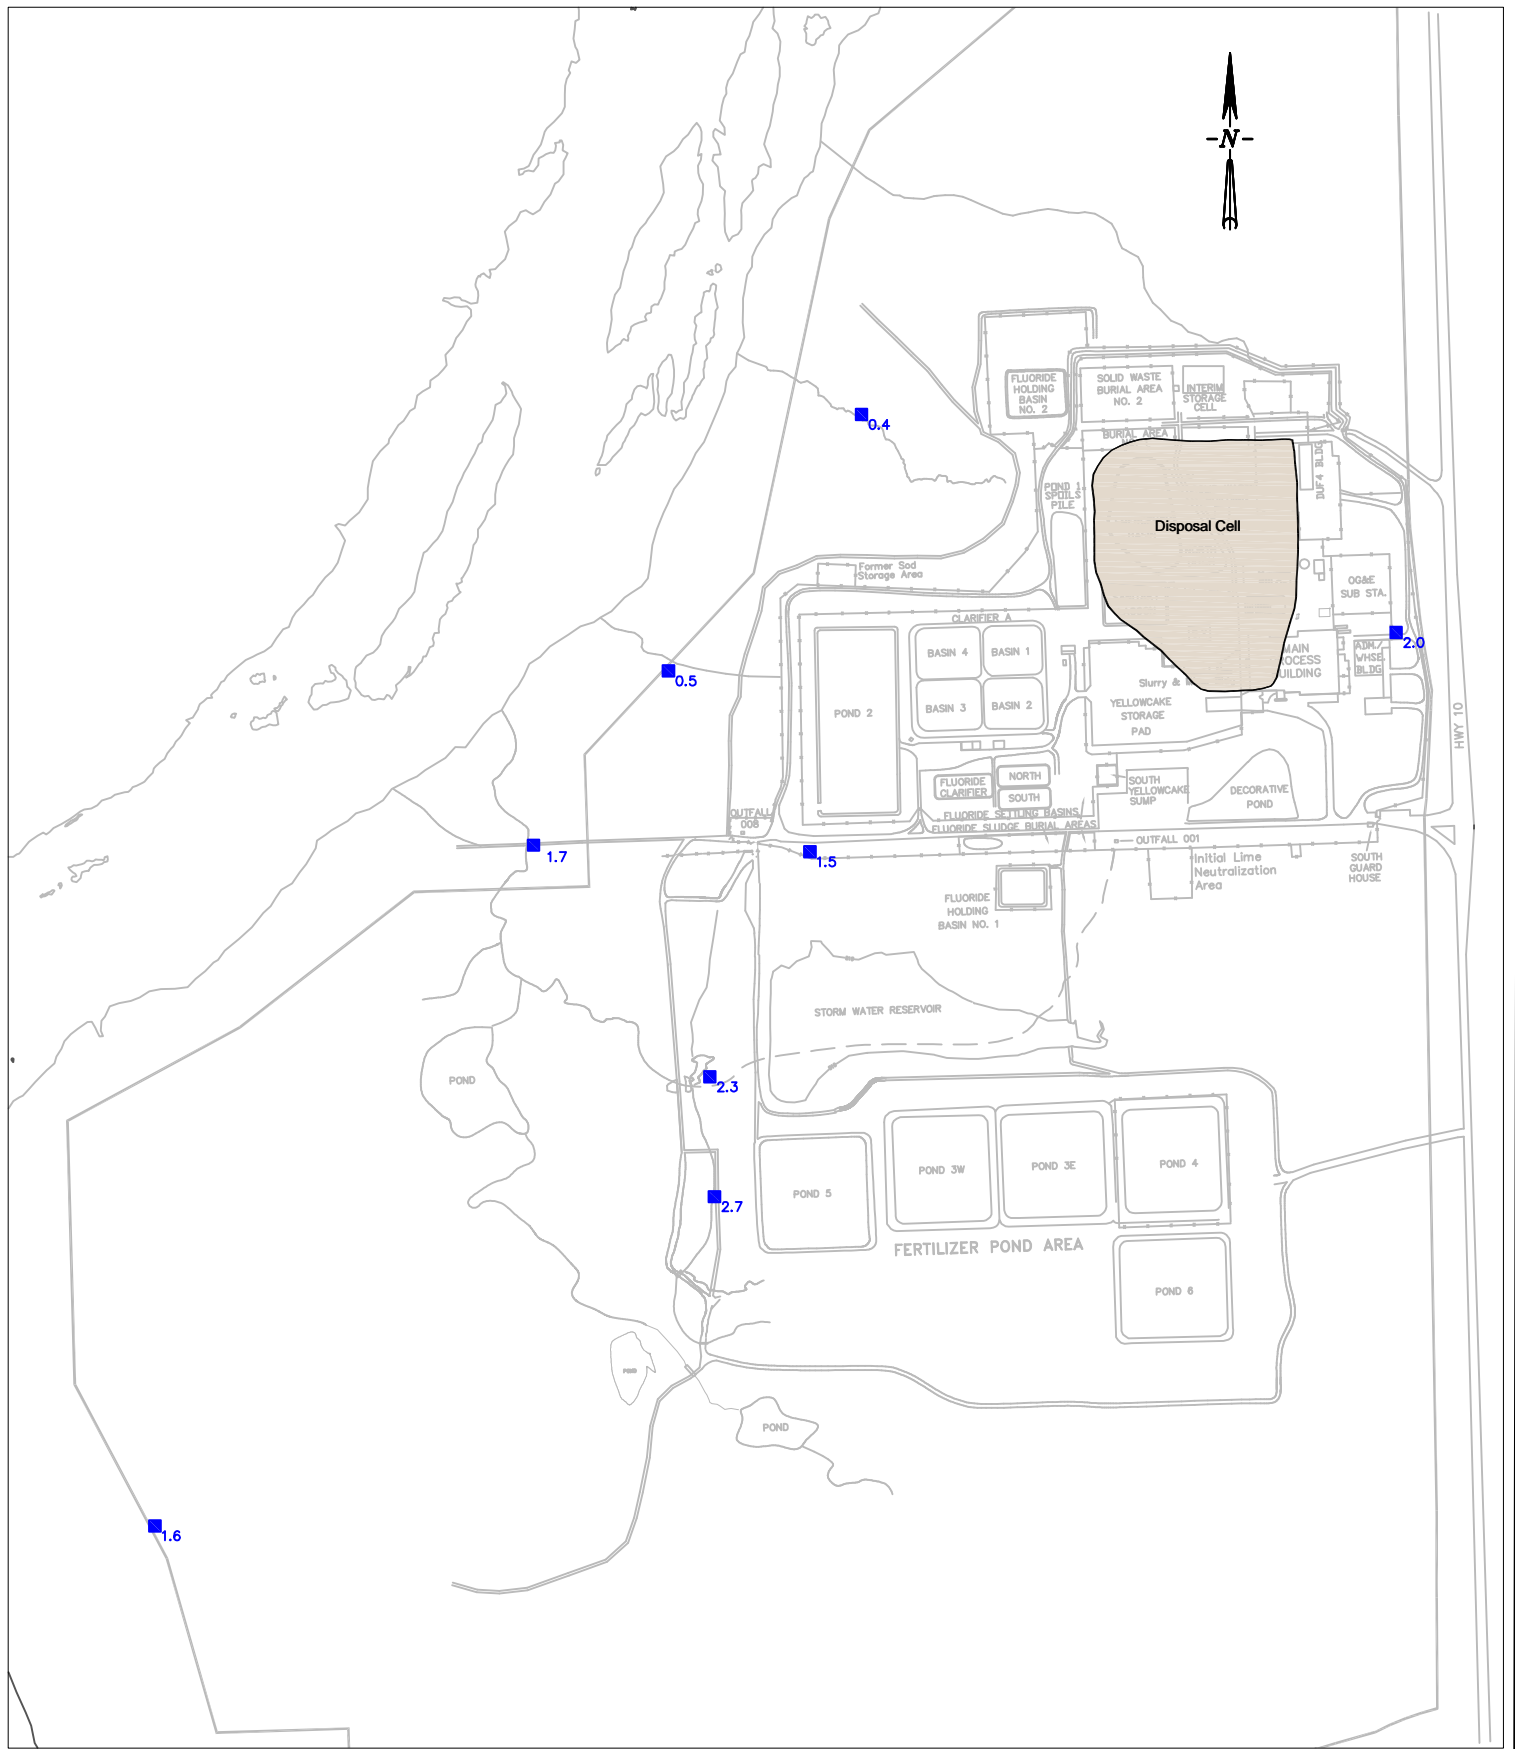 -N-
FLUORIDE
HOLDING
BASIN
NO. 2
SOLID WASTE
BURIAL AREA
NO. 2
INTERIM
STORAGE
CELL
0.4
BURIAL AREA
DUF4 BLDG
POND 1
SPOILS
PILE
Disposal Cell
Former Sod
Storage Area
OG&E
SUB STA.
CLARIFIER A
2.0
BASIN 4
BASIN 1
MAIN
PROCESS
BUILDING
ADM./
WHSE.
BLDG
0.5
Slurry &
BASIN 3
BASIN 2
POND 2
YELLOWCAKE
STORAGE
PAD
HWY 10
FLUORIDE
CLARIFIER
NORTH
SOUTH
SOUTH
YELLOWCAKE
SUMP
DECORATIVE
POND
OUTFALL
008
FLUORIDE SETTLING BASINS
FLUORIDE SLUDGE BURIAL AREAS
OUTFALL 001
1.7
1.5
Initial Lime
Neutralization
Area
SOUTH
GUARD
HOUSE
FLUORIDE
HOLDING
BASIN NO. 1
STORM WATER RESERVOIR
POND
2.3
POND 5
POND 3W
POND 3E
POND 4
2.7
FERTILIZER POND AREA
POND 6
POND
POND
1.6